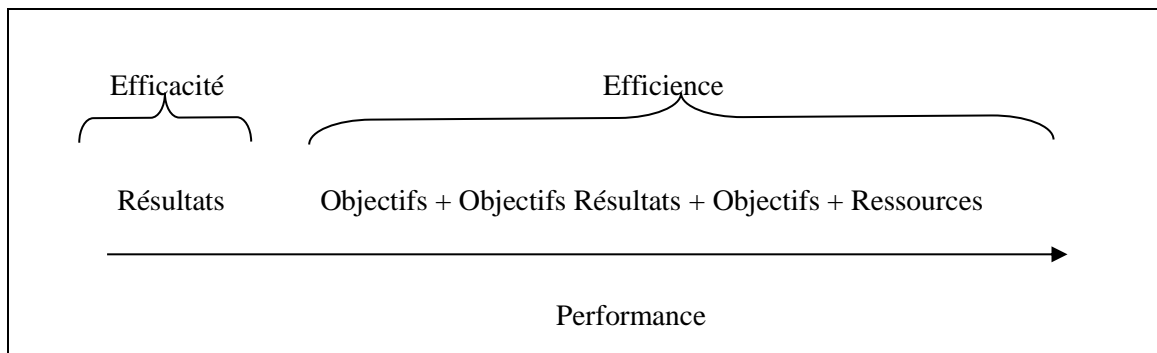 Efficacité Efficience
Résultats Objectifs + Objectifs Résultats + Objectifs + Ressources
Performance